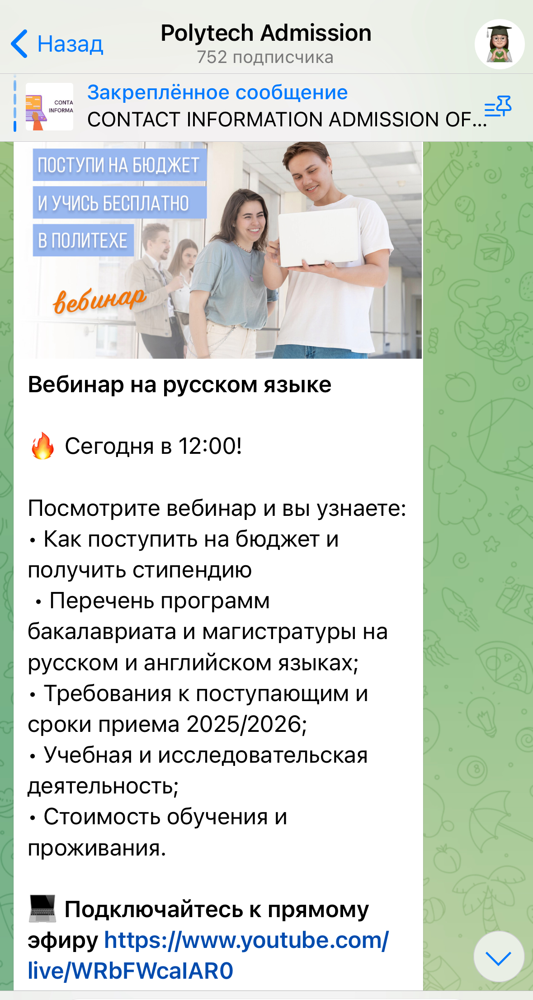 Назад
Polytech Admission
752 подписчика
CONTA
INFORMA
Закреплённое сообщение
CONTACT INFORMATION ADMISSION OF...
ПОСТУПИ НА БЮДЖЕТ
И УЧИСЬ БЕСПЛАТНО
В ПОЛИТЕХЕ
вебинар
Вебинар на русском языке
🔥 Сегодня в 12:00!
Посмотрите вебинар и вы узнаете:
• Как поступить на бюджет и
получить стипендию
• Перечень программ
бакалавриата и магистратуры на
русском и английском языках;
• Требования к поступающим и
сроки приема 2025/2026;
• Учебная и исследовательская
деятельность;
• Стоимость обучения и
проживания.
💻 Подключайтесь к прямому
эфиру https://www.youtube.com/
live/WRbFWcaIAR0